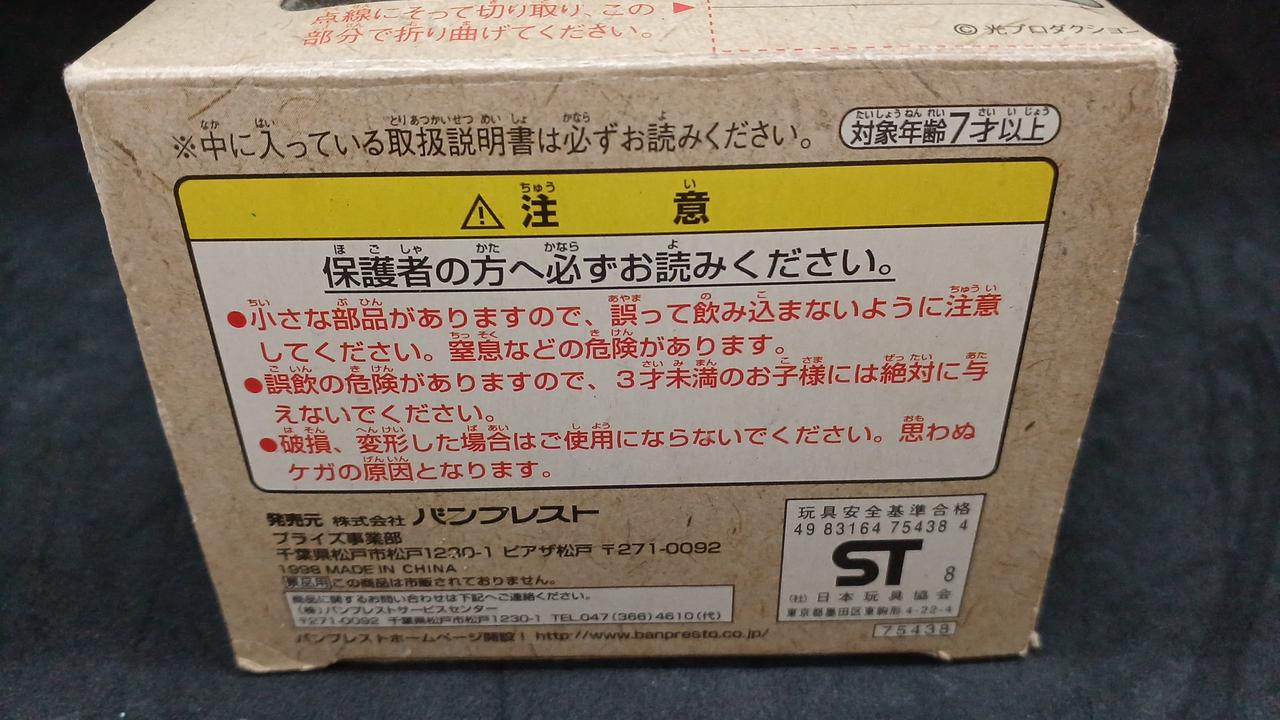 点線にそって切り取り、この
部分で折り曲げてください。
©光プロダクション
※中に入っている取扱説明書は必ずお読みください。
対象年齢7才以上
注意
保護者の方へ必ずお読みください。
●小さな部品がありますので、誤って飲み込まないように注意
してください。窒息などの危険があります。
●誤飲の危険がありますので、3才未満のお子様には絶対に与
えないでください。
●破損、変形した場合はご使用にならないでください。思わぬ
ケガの原因となります。
発売元 株式会社 バンプレスト
プライズ事業部
千葉県松戸市松戸1230-1 ピアザ松戸 〒271-0092
1998 MADE IN CHINA
景品用 この商品は市販されておりません。
商品に関するお問い合わせは下記へご連絡ください。
(株)バンプレストサービスセンター
〒271-0092 千葉県松戸市松戸1230-1 TEL.047(366)4610(代)
バンプレストホームページ開設! http://www.banpresto.co.jp/
玩具安全基準合格
49 83164 75438 4
ST
8
(社)日本玩具協会
東京都墨田区東駒形4-22-4
75438